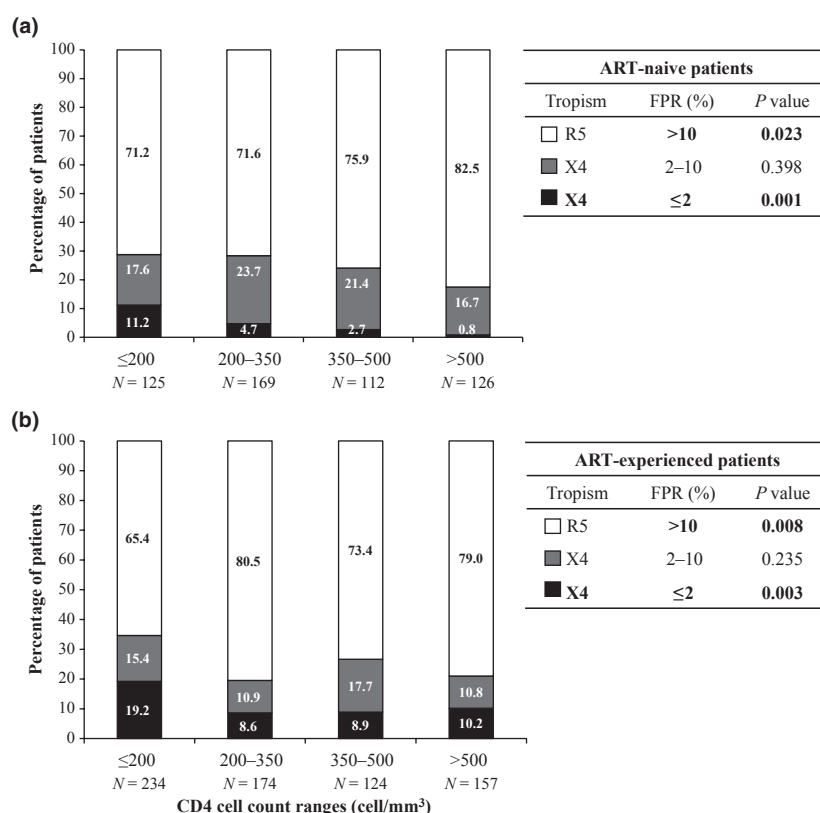 (a)
100
90
80
70
60
50
40
30
20
10
0
Percentage of patients
71.2 71.6 75.9 82.5
17.6 23.7 21.4 16.7
11.2 4.7 2.7 0.8
≤200 200–350 350–500 >500
N = 125 N = 169 N = 112 N = 126
ART-naive patients
Tropism FPR (%) P value
R5 >10 0.023
X4 2–10 0.398
X4 ≤2 0.001
(b)
100
90
80
70
60
50
40
30
20
10
0
Percentage of patients
65.4 80.5 73.4 79.0
15.4 10.9 17.7 10.8
19.2 8.6 8.9 10.2
≤200 200–350 350–500 >500
N = 234 N = 174 N = 124 N = 157
CD4 cell count ranges (cell/mm³)
ART-experienced patients
Tropism FPR (%) P value
R5 >10 0.008
X4 2–10 0.235
X4 ≤2 0.003